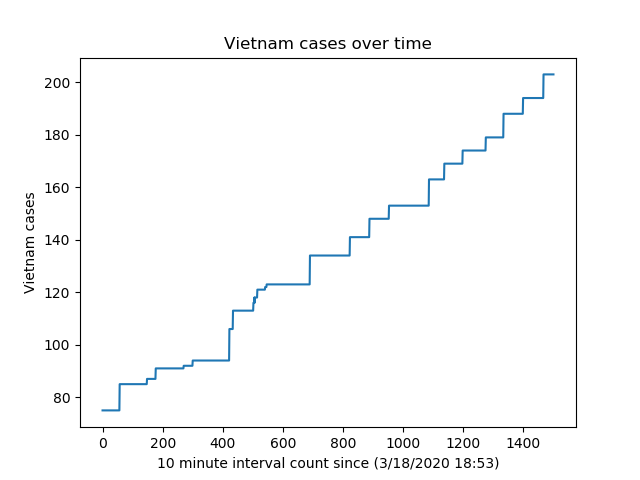 Vietnam cases over time
200
180
160
140
120
100
80
Vietnam cases
0 200 400 600 800 1000 1200 1400
10 minute interval count since (3/18/2020 18:53)